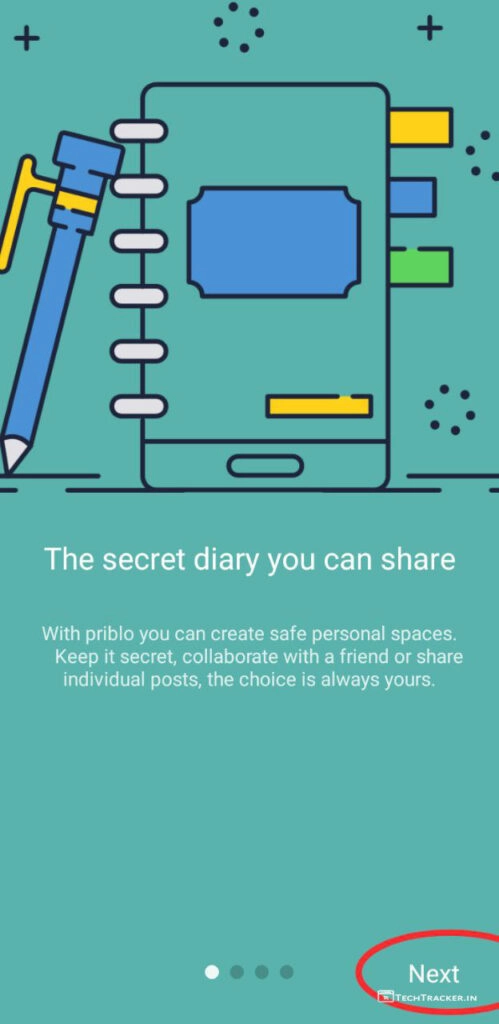 The secret diary you can share
With priblo you can create safe personal spaces.
Keep it secret, collaborate with a friend or share
individual posts, the choice is always yours.
Next
TECHTRACKER.IN